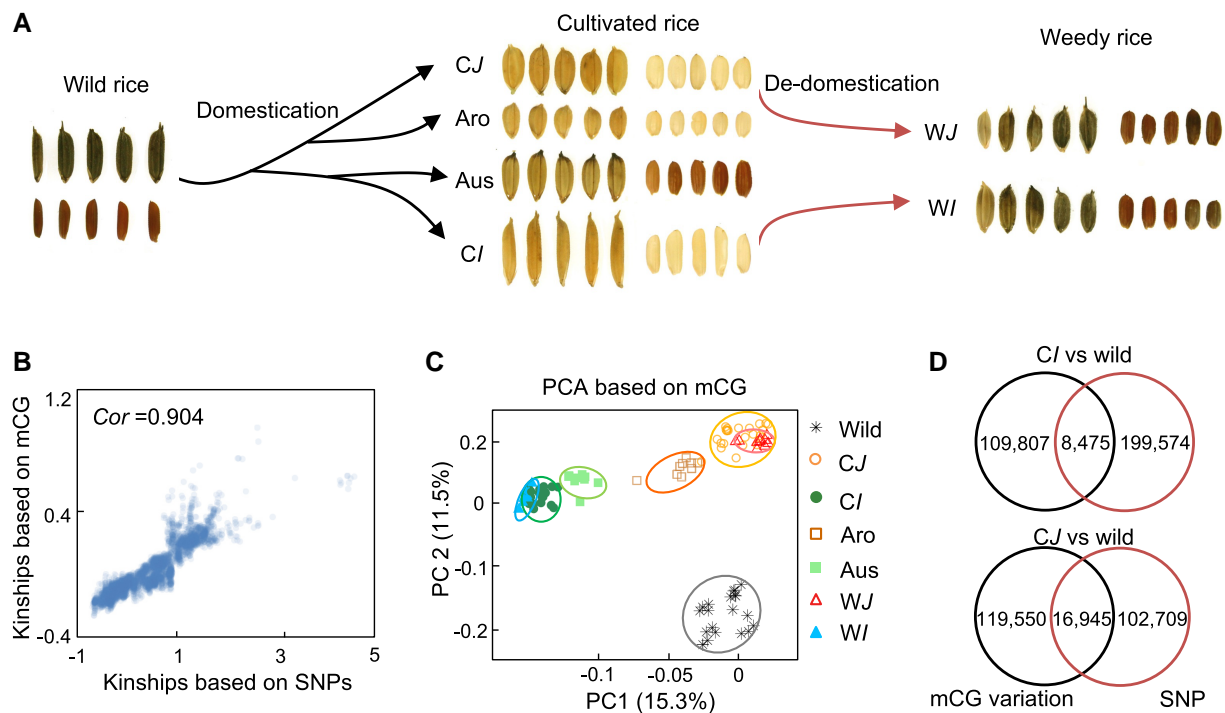 A
Wild rice
Domestication
Cultivated rice
CJ
Aro
Aus
CI
De-domestication
Weedy rice
WJ
WI
B
Cor =0.904
Kinships based on mCG
1.2
0.4
-0.4
-1
1
3
5
Kinships based on SNPs
C
PCA based on mCG
PC 2 (11.5%)
0.2
0
-0.1
-0.2
-0.1
-0.05
0
PC1 (15.3%)
Wild
CJ
CI
Aro
Aus
WJ
WI
D
CI vs wild
109,807
8,475
199,574
CJ vs wild
119,550
16,945
102,709
mCG variation
SNP